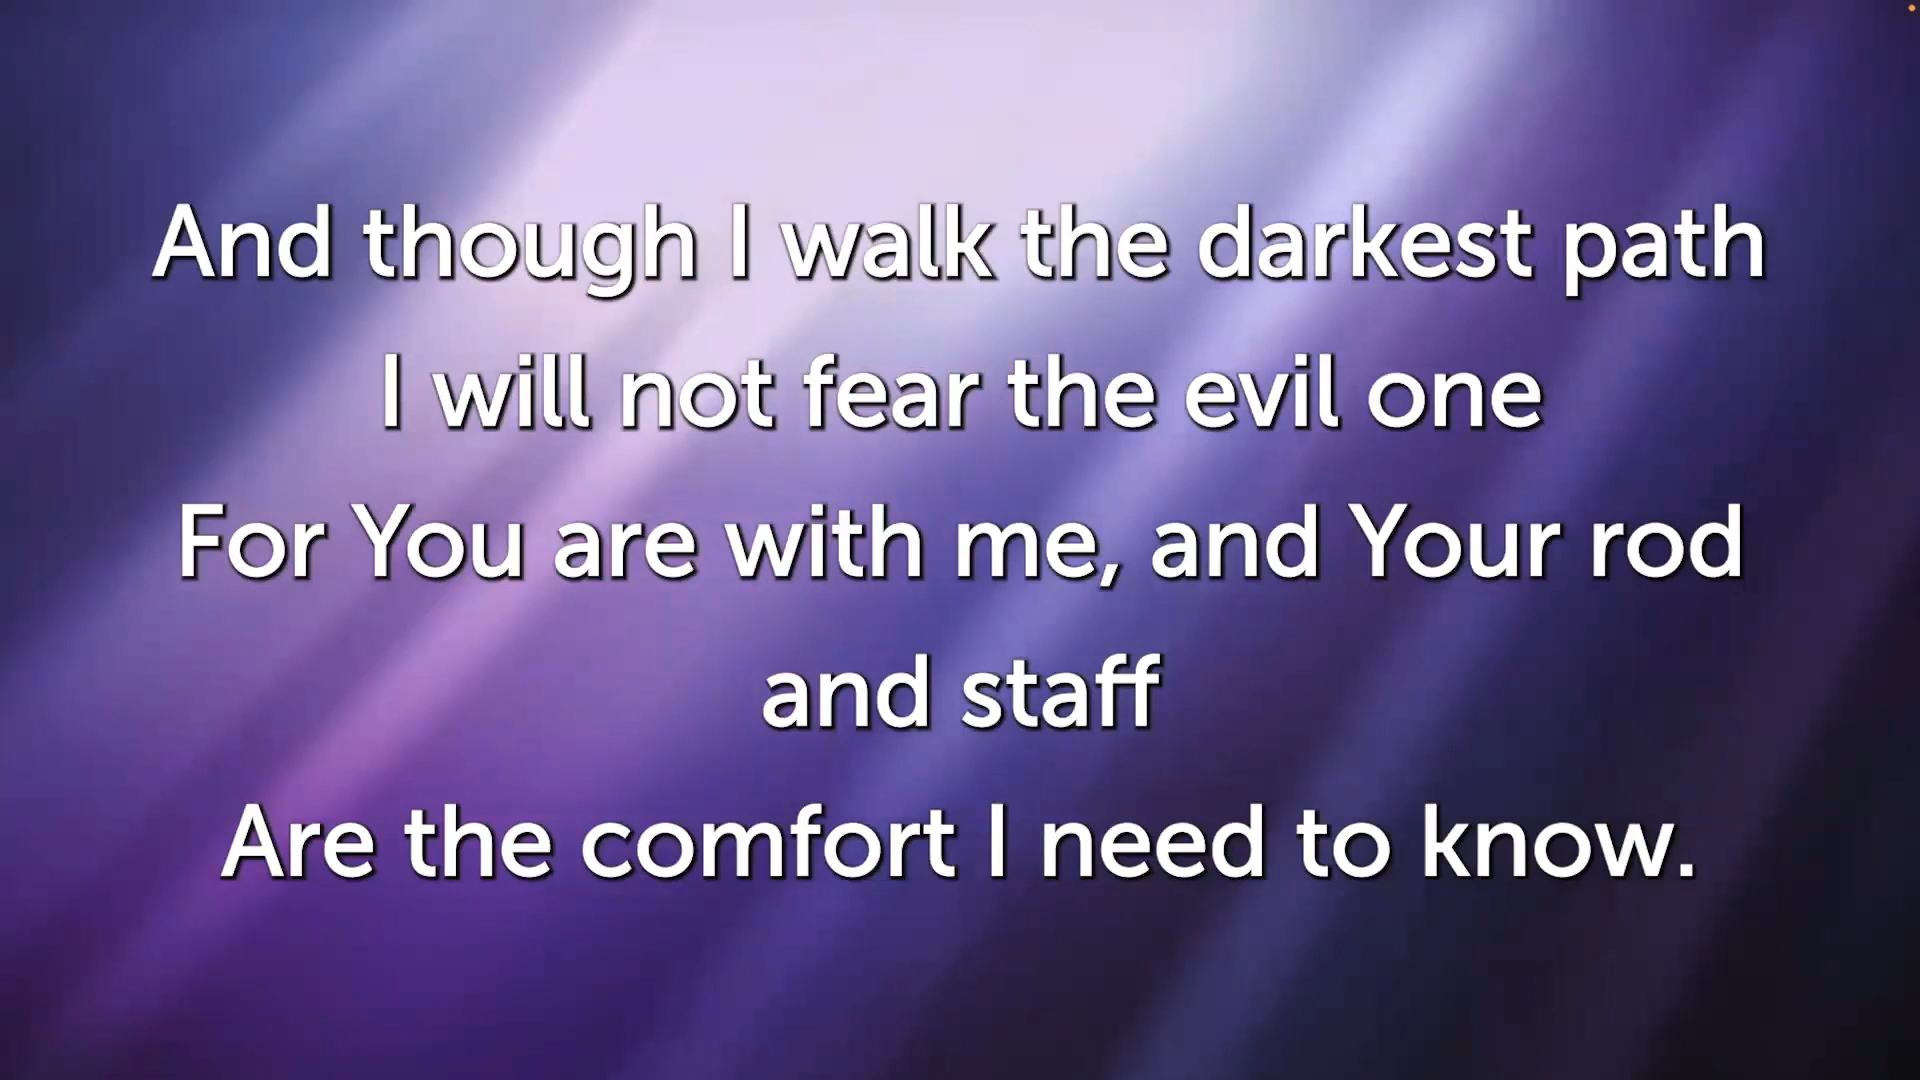 And though I walk the darkest path
I will not fear the evil one
For You are with me, and Your rod
and staff
Are the comfort I need to know.